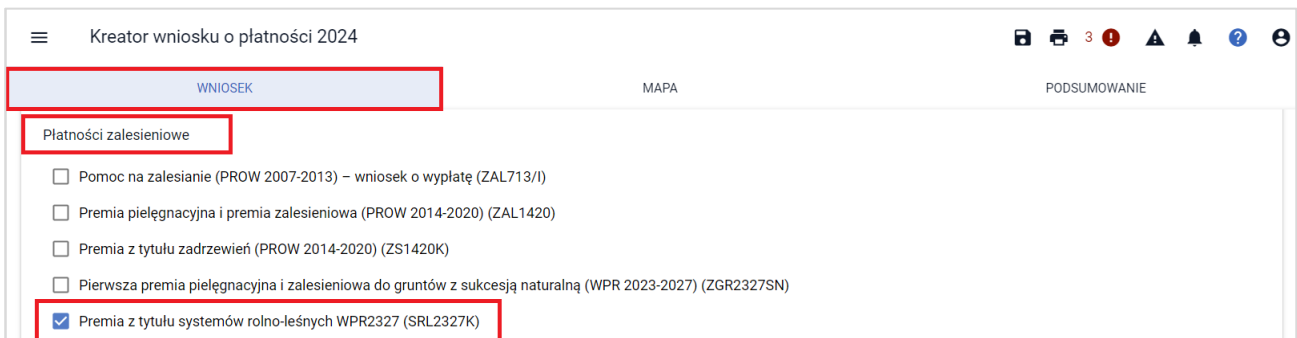 Kreator wniosku o płatności 2024
3
WNIOSEK
MAPA
PODSUMOWANIE
Płatności zalesieniowe
Pomoc na zalesianie (PROW 2007-2013) – wniosek o wypłatę (ZAL713/I)
Premia pielęgnacyjna i premia zalesieniowa (PROW 2014-2020) (ZAL1420)
Premia z tytułu zadrzewień (PROW 2014-2020) (ZS1420K)
Pierwsza premia pielęgnacyjna i zalesieniowa do gruntów z sukcesją naturalną (WPR 2023-2027) (ZGR2327SN)
Premia z tytułu systemów rolno-leśnych WPR2327 (SRL2327K)